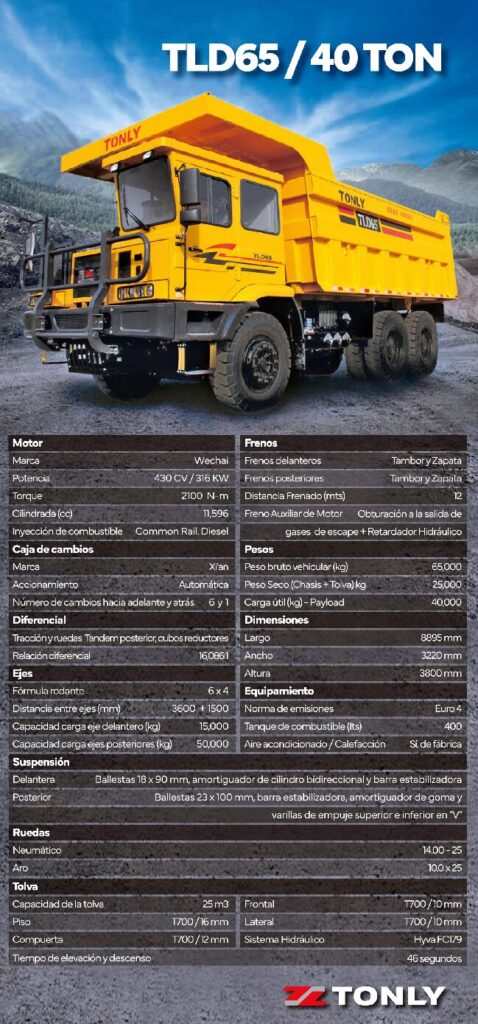 TLD65 / 40 TON
TONLY
TONLY
TLD65
TLD65
Motor
Marca Wechai
Potencia 430 CV / 316 KW
Torque 2100 N-m
Cilindrada (cc) 11,596
Inyección de combustible Common Rail. Diesel
Caja de cambios
Marca Xi'an
Accionamiento Automática
Número de cambios hacia adelante y atrás 6 y 1
Diferencial
Tracción y ruedas Tandem posterior, cubos reductores
Relación diferencial 16,086:1
Ejes
Fórmula rodante 6 x 4
Distancia entre ejes (mm) 3600 + 1500
Capacidad carga eje delantero (kg) 15,000
Capacidad carga ejes posteriores (kg) 50,000
Frenos
Frenos delanteros Tambor y Zapata
Frenos posteriores Tambor y Zapata
Distancia Frenado (mts) 12
Freno Auxiliar de Motor Obturación a la salida de
gases de escape + Retardador Hidráulico
Pesos
Peso bruto vehicular (kg) 65,000
Peso Seco (Chasis + Tolva) kg 25,000
Carga útil (kg) - Payload 40,000
Dimensiones
Largo 8895 mm
Ancho 3220 mm
Altura 3800 mm
Equipamiento
Norma de emisiones Euro 4
Tanque de combustible (lts) 400
Aire acondicionado / Calefacción Sí, de fábrica
Suspensión
Delantera Ballestas 18 x 90 mm, amortiguador de cilindro bidireccional y barra estabilizadora
Posterior Ballestas 23 x 100 mm, barra estabilizadora, amortiguador de goma y
varillas de empuje superior e inferior en "V"
Ruedas
Neumático 14.00 - 25
Aro 10.0 x 25
Tolva
Capacidad de la tolva 25 m3
Piso T700 / 16 mm
Compuerta T700 / 12 mm
Frontal T700 / 10 mm
Lateral T700 / 10 mm
Sistema Hidráulico Hyva FC179
Tiempo de elevación y descenso 46 segundos
TONLY